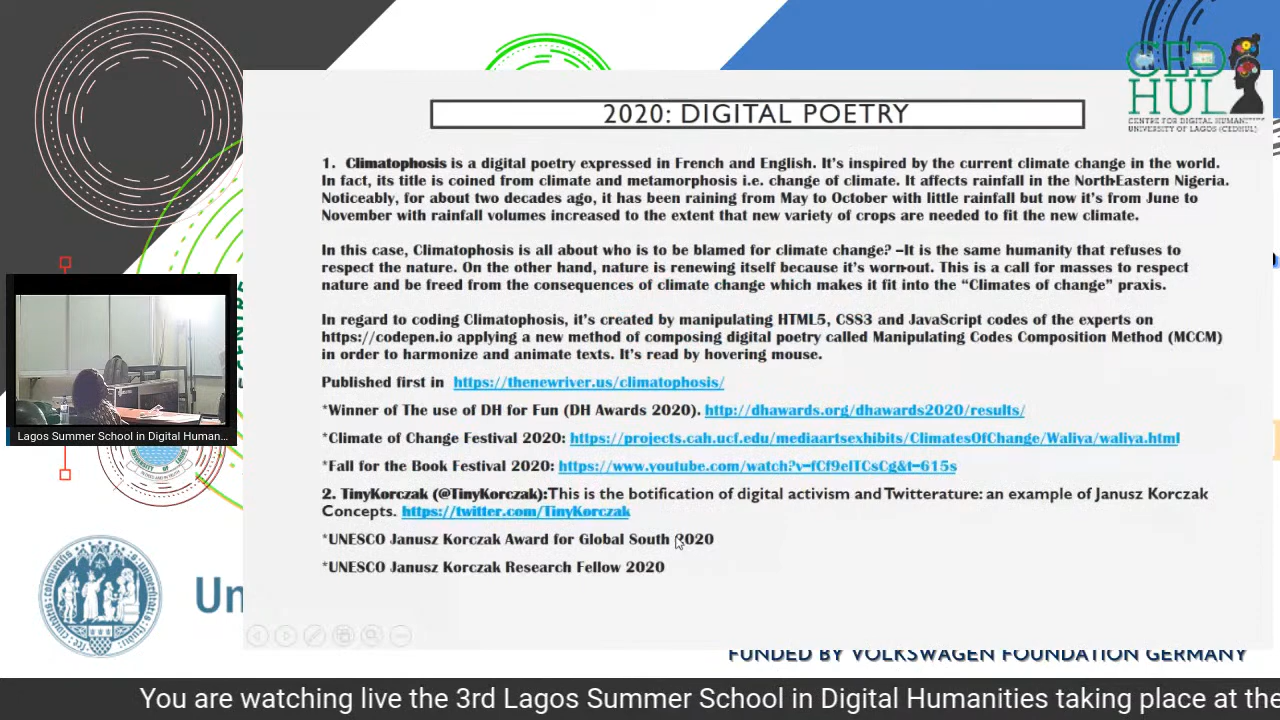 CED
HUL
CENTRE FOR DIGITAL HUMANITIES
UNIVERSITY OF LAGOS (CEDHUL)
2020: DIGITAL POETRY
1. Climatophosis is a digital poetry expressed in French and English. It's inspired by the current climate change in the world.
In fact, its title is coined from climate and metamorphosis i.e. change of climate. It affects rainfall in the North-Eastern Nigeria.
Noticeably, for about two decades ago, it has been raining from May to October with little rainfall but now it's from June to
November with rainfall volumes increased to the extent that new variety of crops are needed to fit the new climate.
In this case, Climatophosis is all about who is to be blamed for climate change? –It is the same humanity that refuses to
respect the nature. On the other hand, nature is renewing itself because it's worn-out. This is a call for masses to respect
nature and be freed from the consequences of climate change which makes it fit into the “Climates of change” praxis.
In regard to coding Climatophosis, it's created by manipulating HTML5, CSS3 and JavaScript codes of the experts on
https://codepen.io applying a new method of composing digital poetry called Manipulating Codes Composition Method (MCCM)
in order to harmonize and animate texts. It's read by hovering mouse.
Published first in https://thenewriver.us/climatophosis/
*Winner of The use of DH for Fun (DH Awards 2020). http://dhawards.org/dhawards2020/results/
*Climate of Change Festival 2020: https://projects.cah.ucf.edu/mediaartsexhibits/ClimatesOfChange/Waliya/waliya.html
*Fall for the Book Festival 2020: https://www.youtube.com/watch?v=fCf9elTCsCg&t=615s
2. TinyKorczak (@TinyKorczak):This is the botification of digital activism and Twitterature: an example of Janusz Korczak
Concepts. https://twitter.com/TinyKorczak
*UNESCO Janusz Korczak Award for Global South 2020
*UNESCO Janusz Korczak Research Fellow 2020
Lagos Summer School in Digital Human...
Un
FUNDED BY VOLKSWAGEN FOUNDATION GERMANY
You are watching live the 3rd Lagos Summer School in Digital Humanities taking place at the